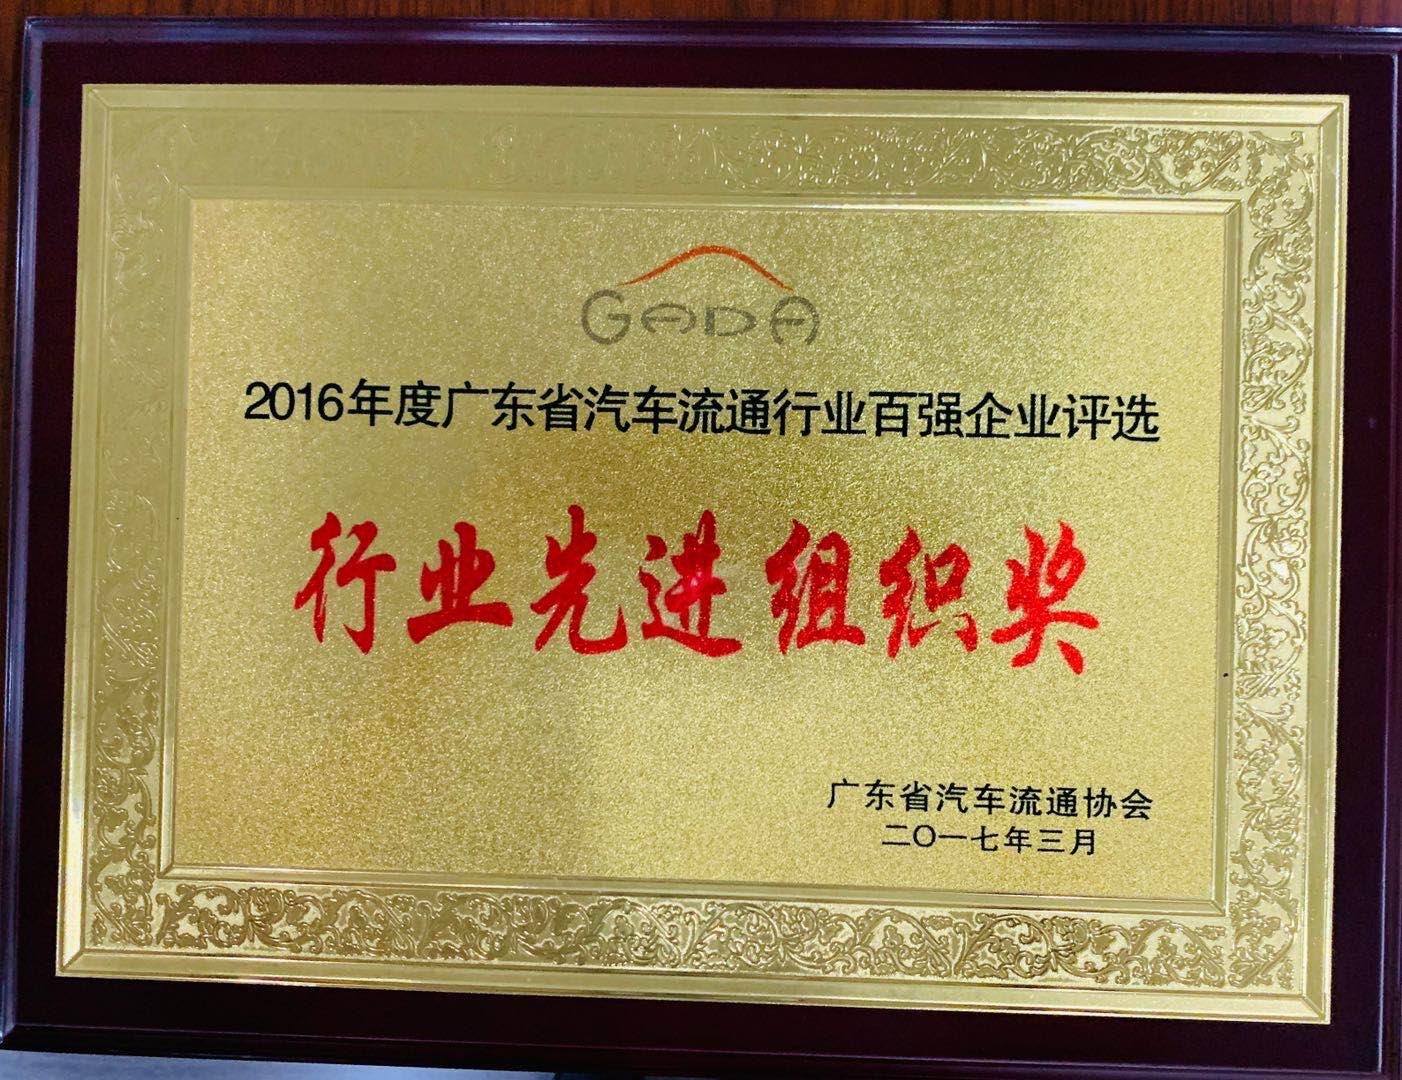 GADA
2016年度广东省汽车流通行业百强企业评选
行业先进组织奖
广东省汽车流通协会
二〇一七年三月